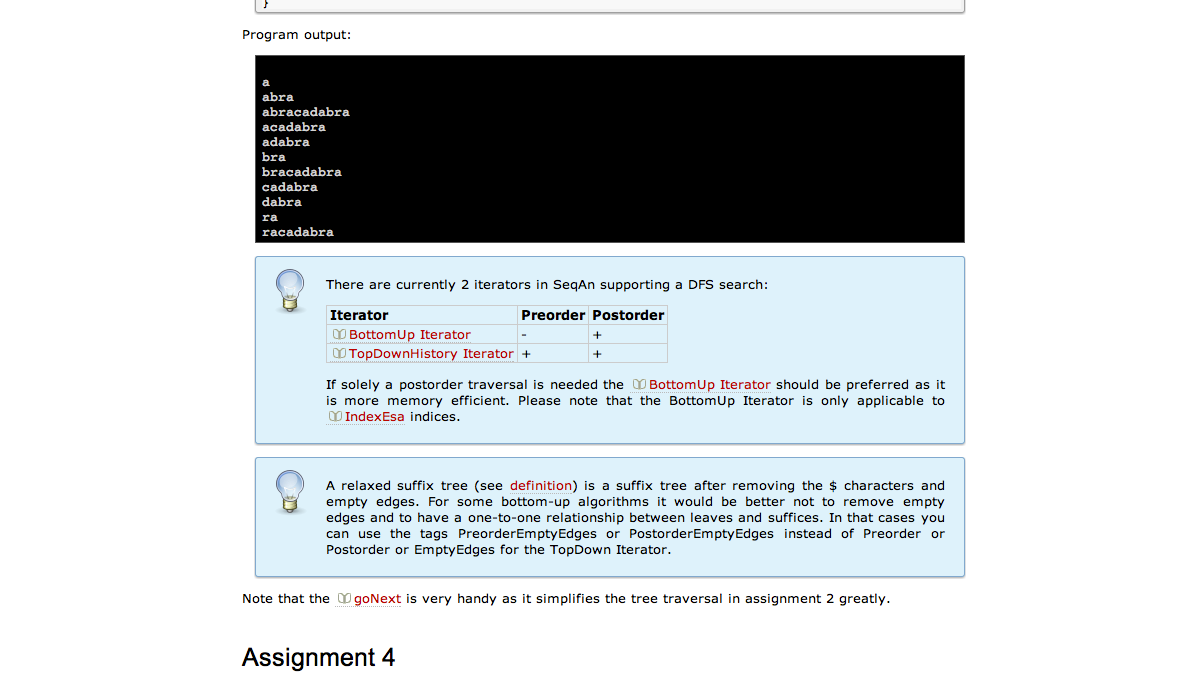 }
Program output:
a
abra
abracadabra
acadabra
adabra
bra
bracadabra
cadabra
dabra
ra
racadabra
There are currently 2 iterators in SeqAn supporting a DFS search:
Iterator Preorder Postorder
BottomUp Iterator - +
TopDownHistory Iterator + +
If solely a postorder traversal is needed the BottomUp Iterator should be preferred as it
is more memory efficient. Please note that the BottomUp Iterator is only applicable to
IndexEsa indices.
A relaxed suffix tree (see definition) is a suffix tree after removing the $ characters and
empty edges. For some bottom-up algorithms it would be better not to remove empty
edges and to have a one-to-one relationship between leaves and suffices. In that cases you
can use the tags PreorderEmptyEdges or PostorderEmptyEdges instead of Preorder or
Postorder or EmptyEdges for the TopDown Iterator.
Note that the goNext is very handy as it simplifies the tree traversal in assignment 2 greatly.
Assignment 4